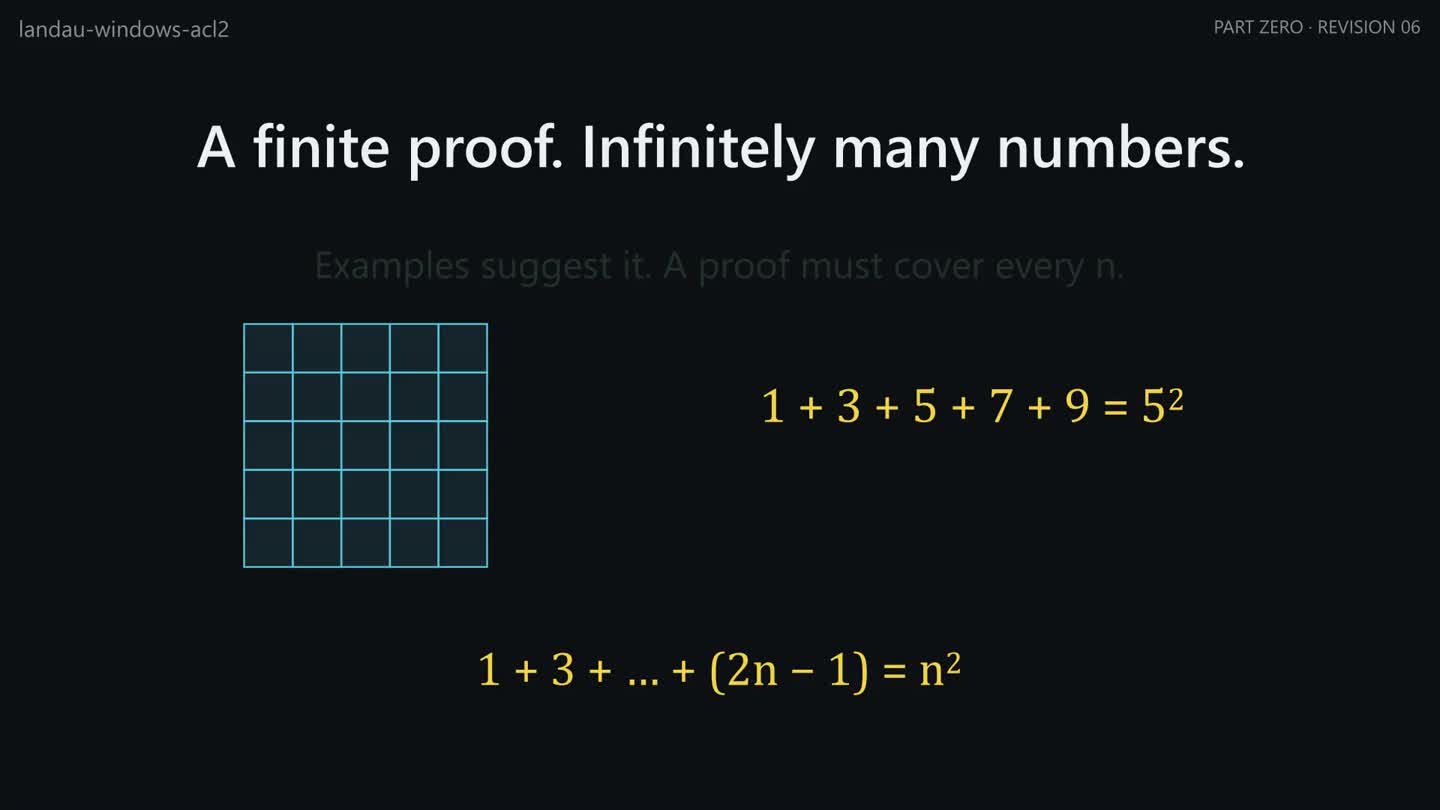 landau-windows-acl2
PART ZERO · REVISION 06
A finite proof. Infinitely many numbers.
Examples suggest it. A proof must cover every n.
1 + 3 + 5 + 7 + 9 = 5²
1 + 3 + … + (2n − 1) = n²